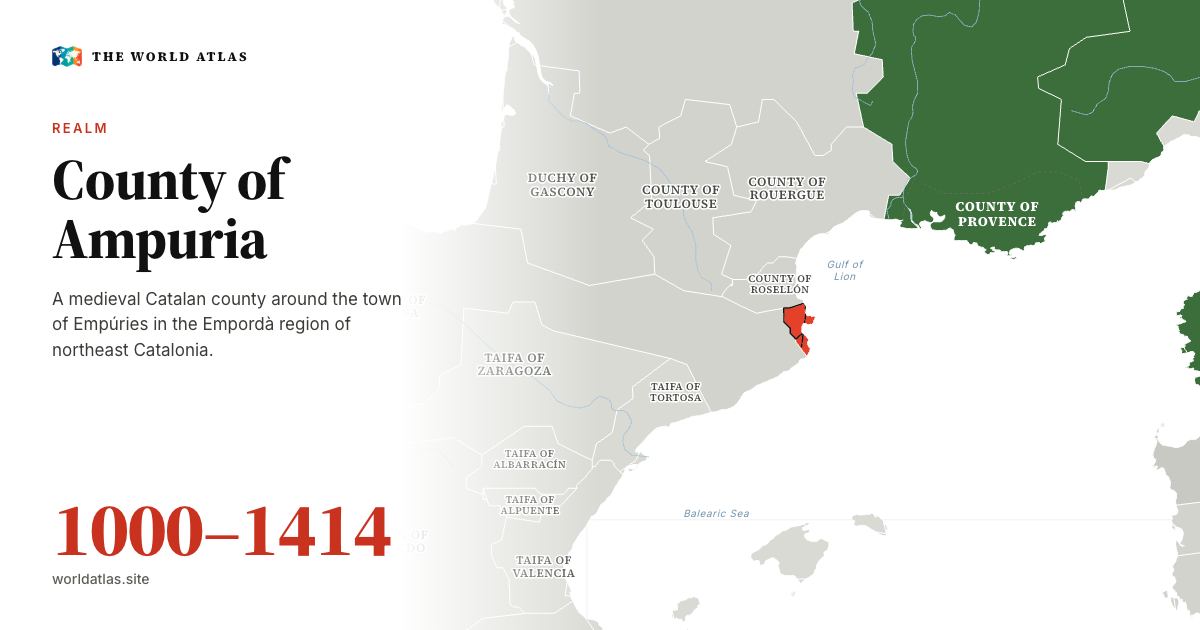 THE WORLD ATLAS
REALM
County of
Ampuria
A medieval Catalan county around the town
of Empúries in the Empordà region of
northeast Catalonia.
1000–1414
worldatlas.site
DUCHY OF
GASCONY
COUNTY OF
TOULOUSE
COUNTY OF
ROUERGUE
COUNTY OF
PROVENCE
Gulf of
Lion
COUNTY OF
ROSELLÓN
TAIFA OF
ZARAGOZA
TAIFA OF
TORTOSA
TAIFA OF
ALBARRACÍN
TAIFA OF
ALPUENTE
Balearic Sea
TAIFA OF
VALENCIA